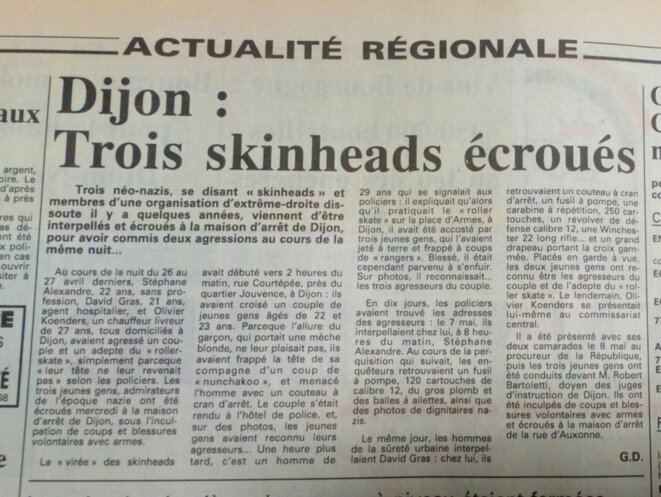 ACTUALITÉ RÉGIONALE
Dijon :
Trois skinheads écroués
Trois néo-nazis, se disant « skinheads » et
membres d'une organisation d'extrême-droite dis-
soute il y a quelques années, viennent d'être
interpellés et écroués à la maison d'arrêt de Dijon,
pour avoir commis deux agressions au cours de la
même nuit...
Au cours de la nuit du 26 au
27 avril derniers, Stéphane
Alexandre, 22 ans, sans pro-
fession, David Gras, 21 ans,
agent hospitalier, et Olivier
Koenders, un chauffeur livreur
de 27 ans, tous domiciliés à
Dijon, avaient agressé un
couple et un adepte du « roller-
skate », simplement parceque
« leur tête ne leur revenait
pas » selon les policiers. Les
trois jeunes gens, admirateurs
de l'époque nazie ont été
écroués mercredi à la maison
d'arrêt de Dijon, sous l'incul-
pation de coups et blessures
volontaires avec armes.
La « virée » des skinheads
avait débuté vers 2 heures du
matin, rue Courtépée, près du
quartier Jouvence, à Dijon : ils
avaient croisé un couple de
jeunes gens âgés de 22 et
23 ans. Parceque l'allure du
garçon, qui portait une mèche
blonde, ne leur plaisait pas, ils
avaient frappé la tête de sa
compagne d'un coup de
« nunchakoo », et menacé
l'homme avec un couteau à
cran d'arrêt. Le couple s'était
rendu à l'hôtel de police, et,
sur des photos, les jeunes gens
avaient reconnu leurs
agresseurs... Une heure plus
tard, c'est un homme de
29 ans qui se signalait aux
policiers : il expliquait qu'alors
qu'il pratiquait le « roller
skate » sur la place d'Armes, à
Dijon, il avait été accosté par
trois jeunes gens, qui l'avaient
jeté à terre et frappé à coups
de « rangers ». Blessé, il était
cependant parvenu à s'enfuir.
Sur photos, il reconnaissait...
les trois agresseurs du couple.
En dix jours, les policiers
avaient trouvé les adresses
des agresseurs : le 7 mai, ils
interpellaient chez lui, à 8 heu-
res du matin, Stéphane
Alexandre. Au cours de la per-
quisition qui suivait, les en-
quêteurs retrouvaient un fusil
à pompe, 120 cartouches de
calibre 12, du gros plomb et
des balles à ailettes, ainsi que
des photos de dignitaires na-
zis.
Le même jour, les hommes
de la sûreté urbaine interpel-
laient David Gras : chez lui, ils
retrouvaient un couteau à cran
d'arrêt, un fusil à pompe, une
carabine à répétition, 250 car-
touches, un revolver de dé-
fense calibre 12, une Winches-
ter 22 long rifle... et un grand
drapeau portant la croix gam-
mée. Placés en garde à vue,
les deux jeunes gens ont re-
connu être les agresseurs du
couple et de l'adepte du « rol-
ler skate ». Le lendemain, Oli-
vier Koenders se présentait
lui-même au commissariat
central.
Il a été présenté avec ses
deux camarades le 8 mai au
procureur de la République,
puis les trois jeunes gens ont
été conduits devant M. Robert
Bartoletti, doyen des juges
d'instruction de Dijon. Ils ont
été inculpés de coups et bles-
sures volontaires avec armes
et écroués à la maison d'arrêt
de la rue d'Auxonne.
G.D.